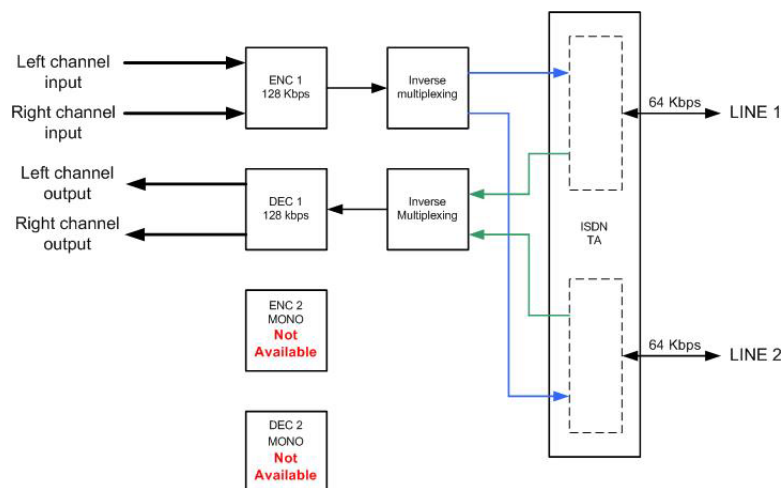 Left channel
input
Right channel
input
ENC 1
128 Kbps
Inverse
multiplexing
64 Kbps
LINE 1
Left channel
output
Right channel
output
DEC 1
128 kbps
Inverse
Multiplexing
ISDN
TA
ENC 2
MONO
Not
Available
64 Kbps
LINE 2
DEC 2
MONO
Not
Available